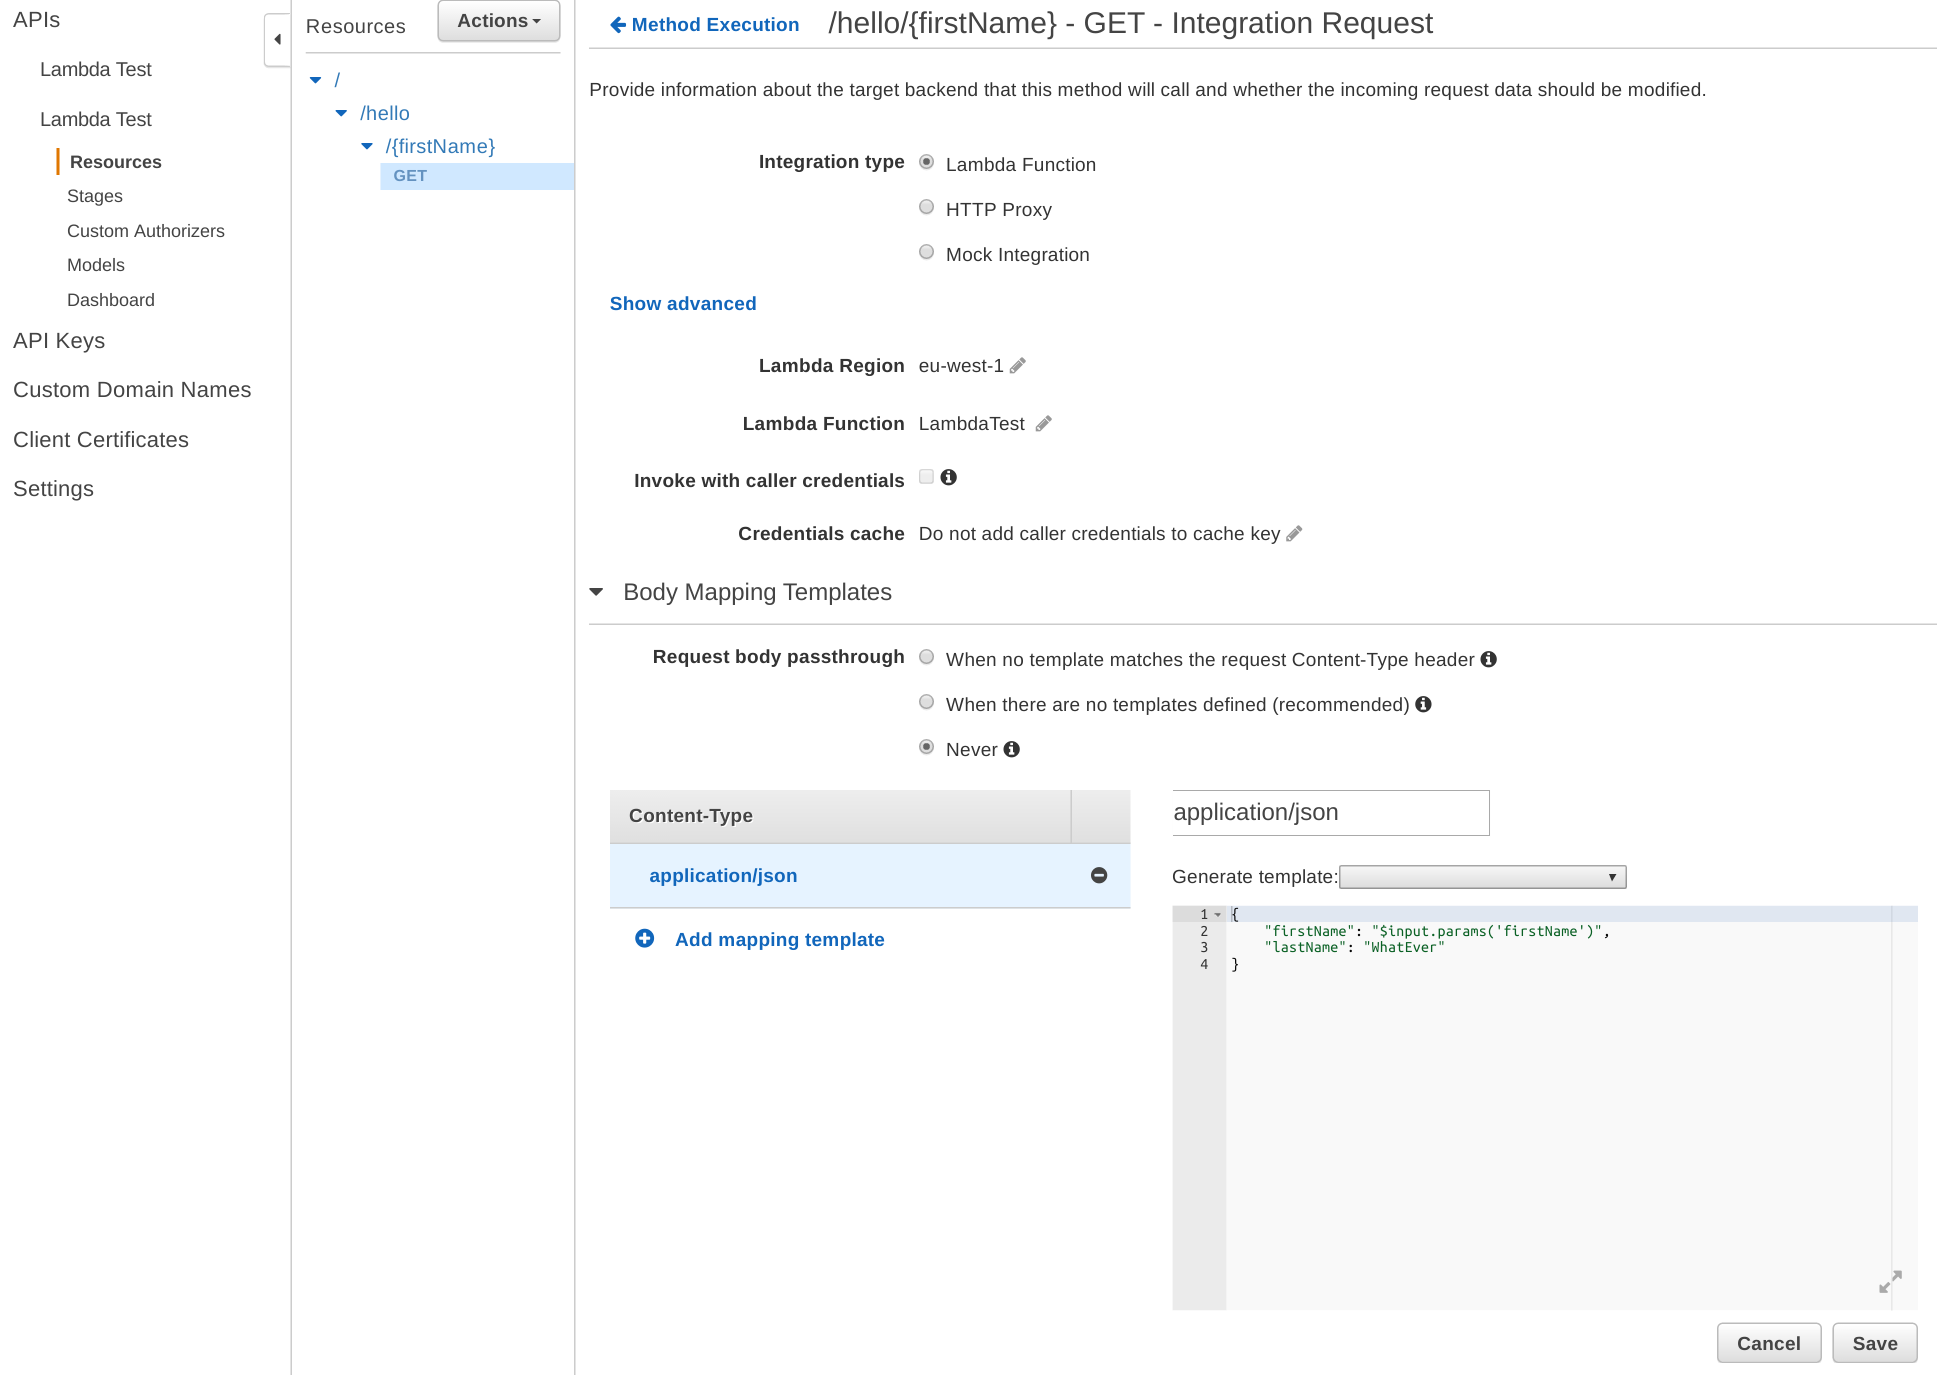 APIs
Lambda Test
Lambda Test
Resources
Stages
Custom Authorizers
Models
Dashboard
API Keys
Custom Domain Names
Client Certificates
Settings
Resources
Actions
/
/hello
/{firstName}
GET
Method Execution
/hello/{firstName} - GET - Integration Request
Provide information about the target backend that this method will call and whether the incoming request data should be modified.
Integration type
Lambda Function
HTTP Proxy
Mock Integration
Show advanced
Lambda Region eu-west-1
Lambda Function LambdaTest
Invoke with caller credentials
Credentials cache Do not add caller credentials to cache key
Body Mapping Templates
Request body passthrough
When no template matches the request Content-Type header
When there are no templates defined (recommended)
Never
Content-Type
application/json
Add mapping template
application/json
Generate template:
1 {
2     "firstName": "$input.params('firstName')",
3     "lastName": "WhatEver"
4 }
Cancel
Save